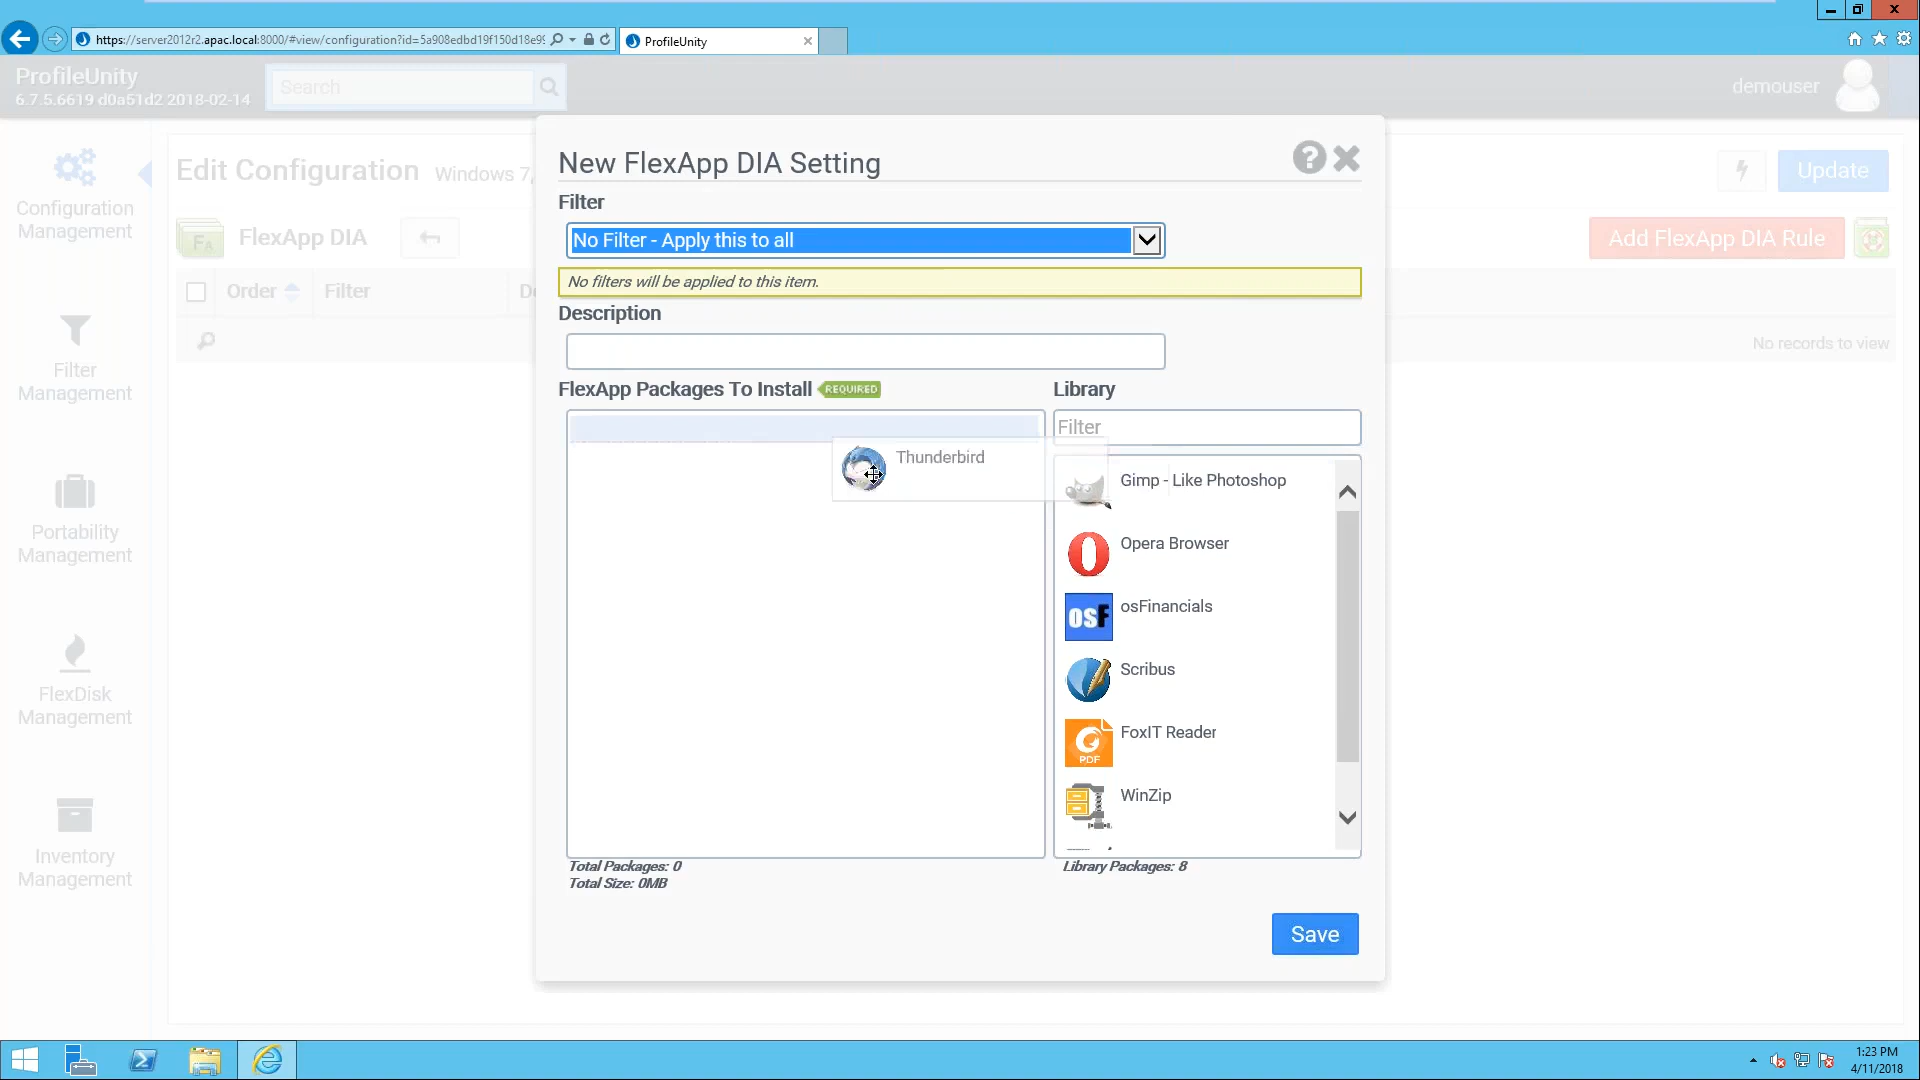 https://server2012r2.apac.local:8000/#view/configuration?id=5a908edbd19f150d18e9
ProfileUnity
ProfileUnity
6.7.5.6619 d0a51d2 2018-02-14
Search
demouser
Configuration
Management
Filter
Management
Portability
Management
FlexDisk
Management
Inventory
Management
Edit Configuration Windows 7,
Update
FA
FlexApp DIA
Add FlexApp DIA Rule
Order
Filter
No records to view
New FlexApp DIA Setting
Filter
No Filter - Apply this to all
No filters will be applied to this item.
Description
FlexApp Packages To Install REQUIRED
Thunderbird
Total Packages: 0
Total Size: 0MB
Library
Filter
Gimp - Like Photoshop
Opera Browser
osF
osFinancials
Scribus
PDF
FoxIT Reader
WinZip
Library Packages: 8
Save
1:23 PM
4/11/2018